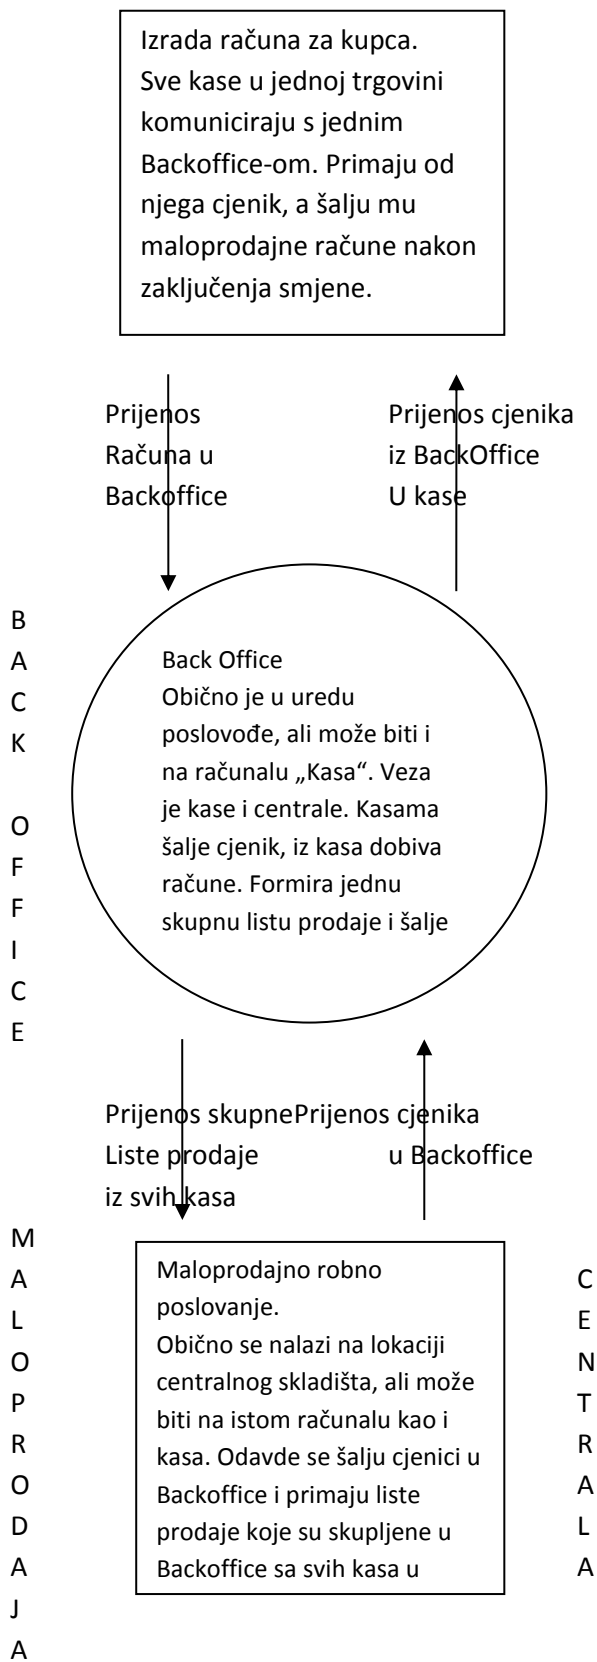 Izrada računa za kupca.
Sve kase u jednoj trgovini
komuniciraju s jednim
Backoffice-om. Primaju od
njega cjenik, a šalju mu
maloprodajne račune nakon
zaključenja smjene.
Prijenos
Računa u
Backoffice
Prijenos cjenika
iz BackOffice
U kase
B
A
C
K
O
F
F
I
C
E
Back Office
Obično je u uredu
poslovođe, ali može biti i
na računalu „Kasa“. Veza
je kase i centrale. Kasama
šalje cjenik, iz kasa dobiva
račune. Formira jednu
skupnu listu prodaje i šalje
Prijenos skupne
Liste prodaje
iz svih kasa
Prijenos cjenika
u Backoffice
M
A
L
O
P
R
O
D
A
J
A
Maloprodajno robno
poslovanje.
Obično se nalazi na lokaciji
centralnog skladišta, ali može
biti na istom računalu kao i
kasa. Odavde se šalju cjenici u
Backoffice i primaju liste
prodaje koje su skupljene u
Backoffice sa svih kasa u
C
E
N
T
R
A
L
A